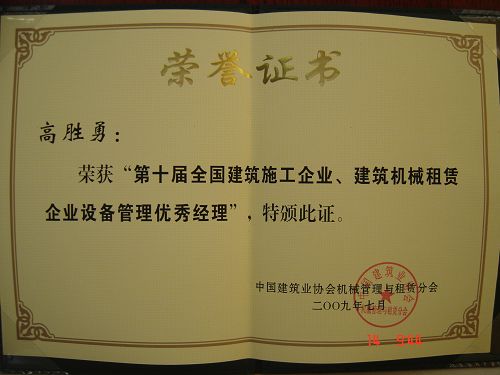 荣誉证书
高胜勇：
荣获“第十届全国建筑施工企业、建筑机械租赁
企业设备管理优秀经理”，特颁此证。
中国建筑业协会机械管理与租赁分会
二〇〇九年七月